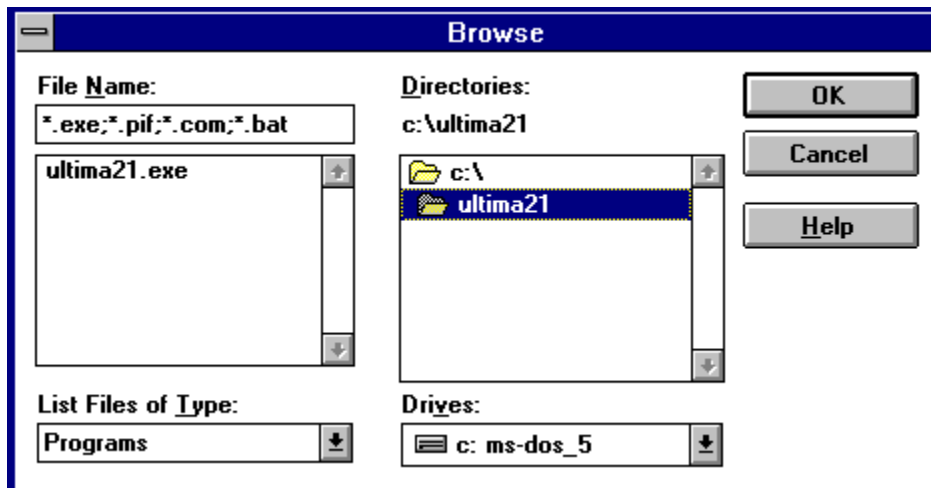 Browse
File Name:
*.exe;*.pif;*.com;*.bat
ultima21.exe
List Files of Type:
Programs
Directories:
c:\ultima21
c:\
ultima21
Drives:
c: ms-dos_5
OK
Cancel
Help